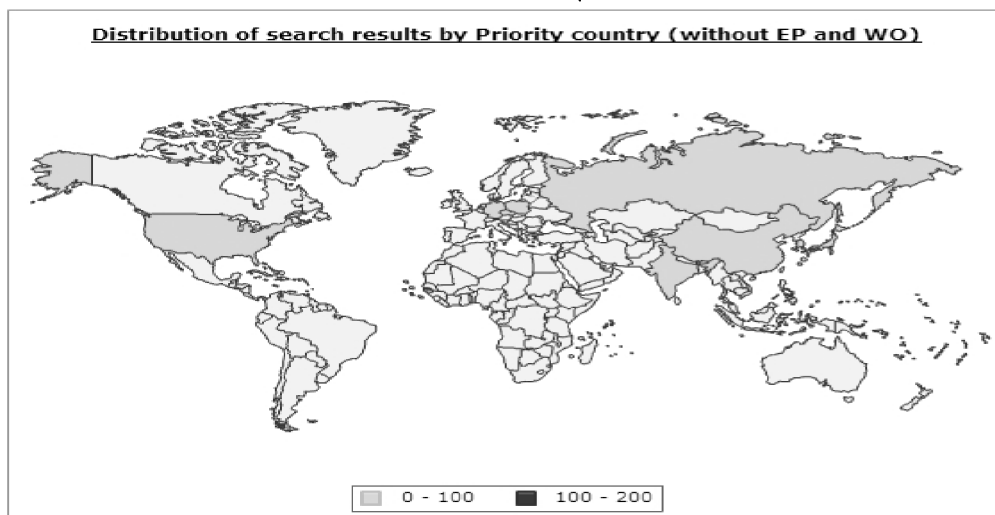 Distribution of search results by Priority country (without EP and WO)
0 - 100 100 - 200